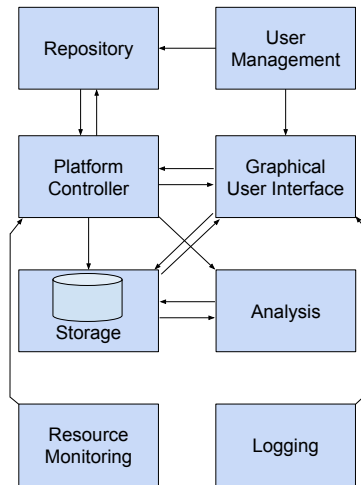 Repository
User
Management
Platform
Controller
Graphical
User Interface
Storage
Analysis
Resource
Monitoring
Logging